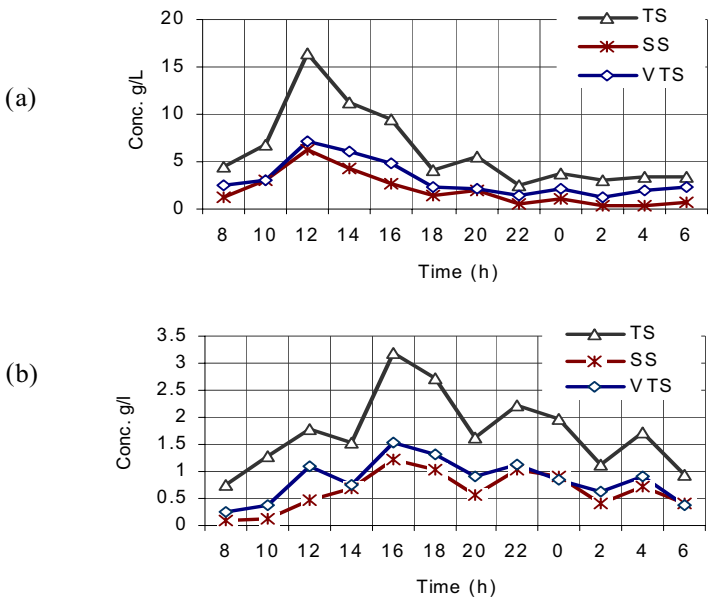 (a)
Conc. g/L
20
15
10
5
0
8 10 12 14 16 18 20 22 0 2 4 6
Time (h)
TS
SS
VTS
(b)
Conc. g/l
3.5
3
2.5
2
1.5
1
0.5
0
8 10 12 14 16 18 20 22 0 2 4 6
Time (h)
TS
SS
VTS